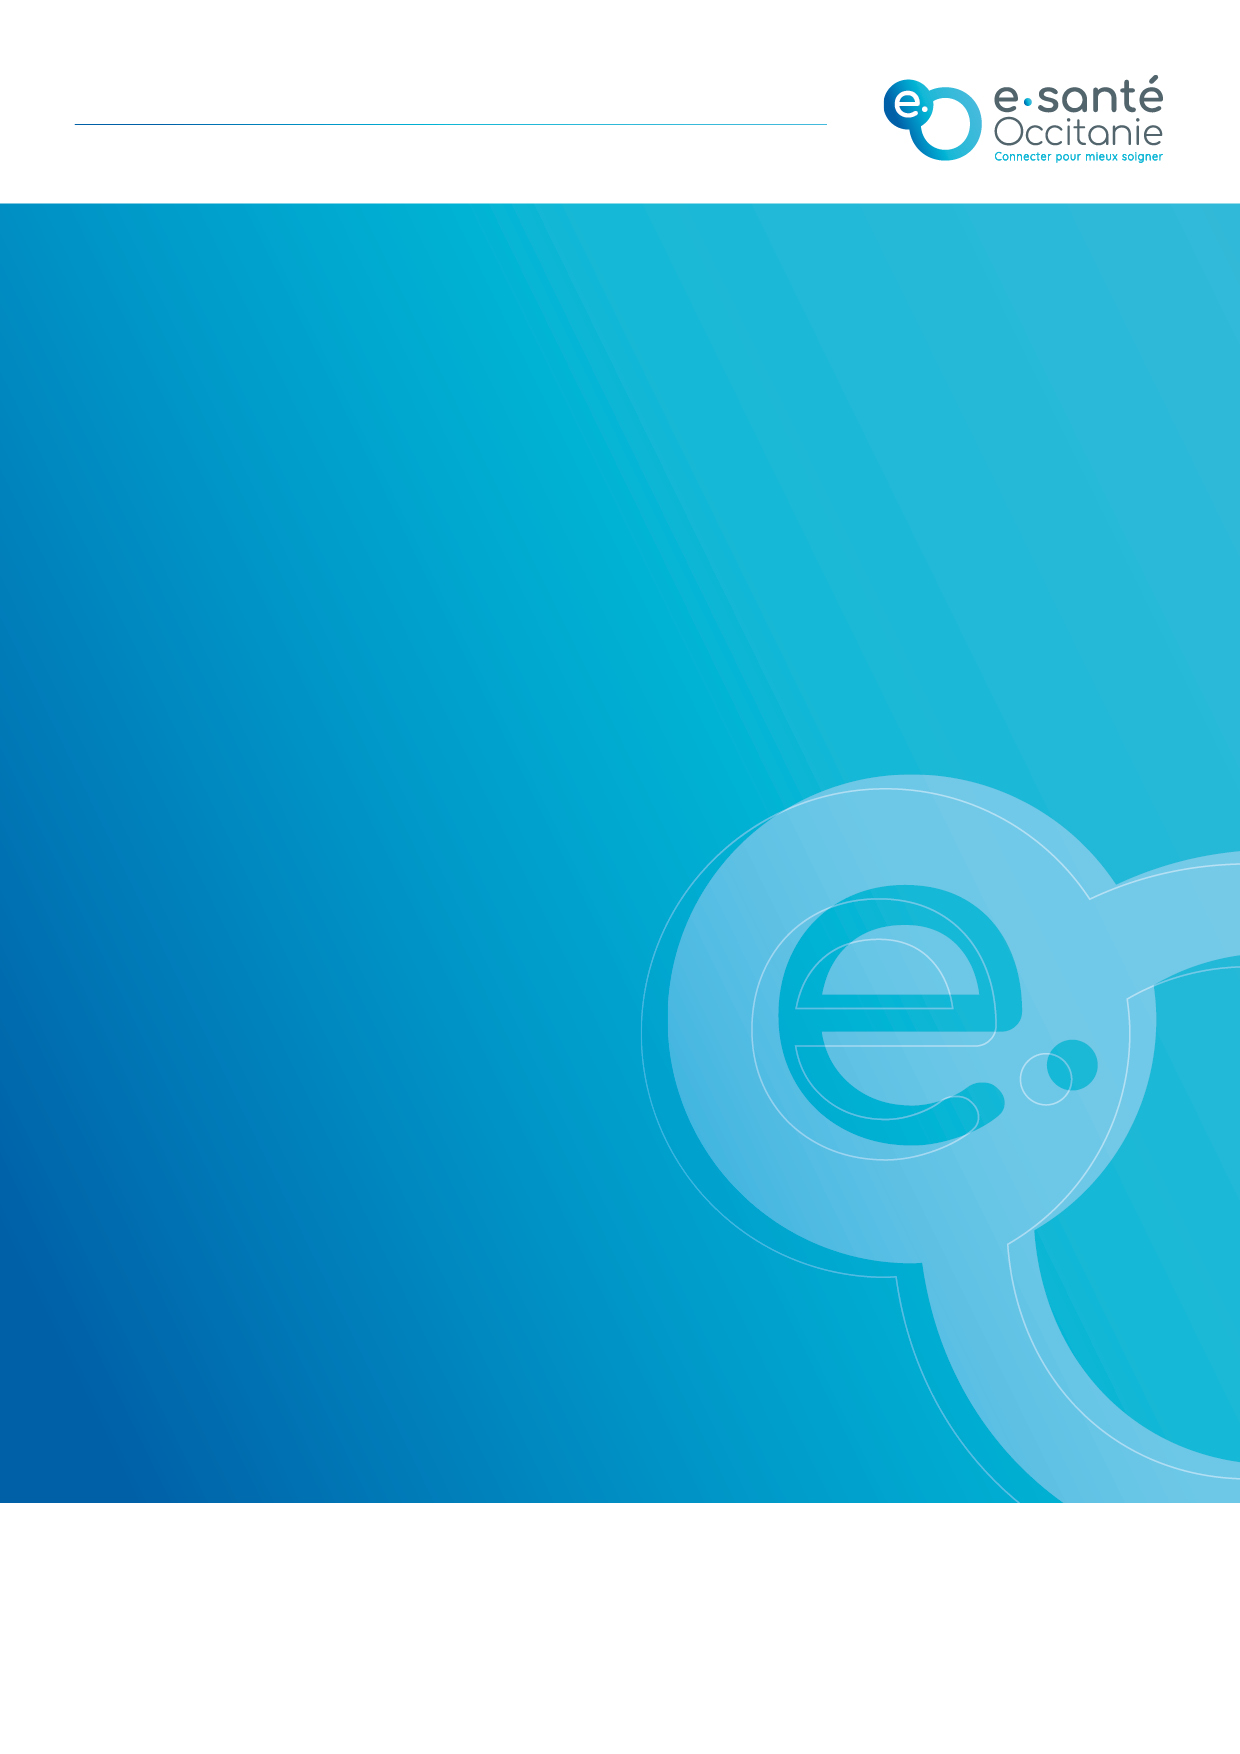 e.
e·santé
Occitanie
Connecter pour mieux soigner
e.